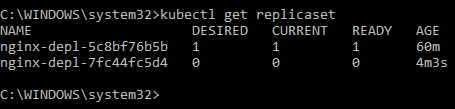 C:\WINDOWS\system32>kubectl get replicaset
NAME DESIRED CURRENT READY AGE
nginx-depl-5c8bf76b5b 1 1 1 60m
nginx-depl-7fc44fc5d4 0 0 0 4m3s
C:\WINDOWS\system32>